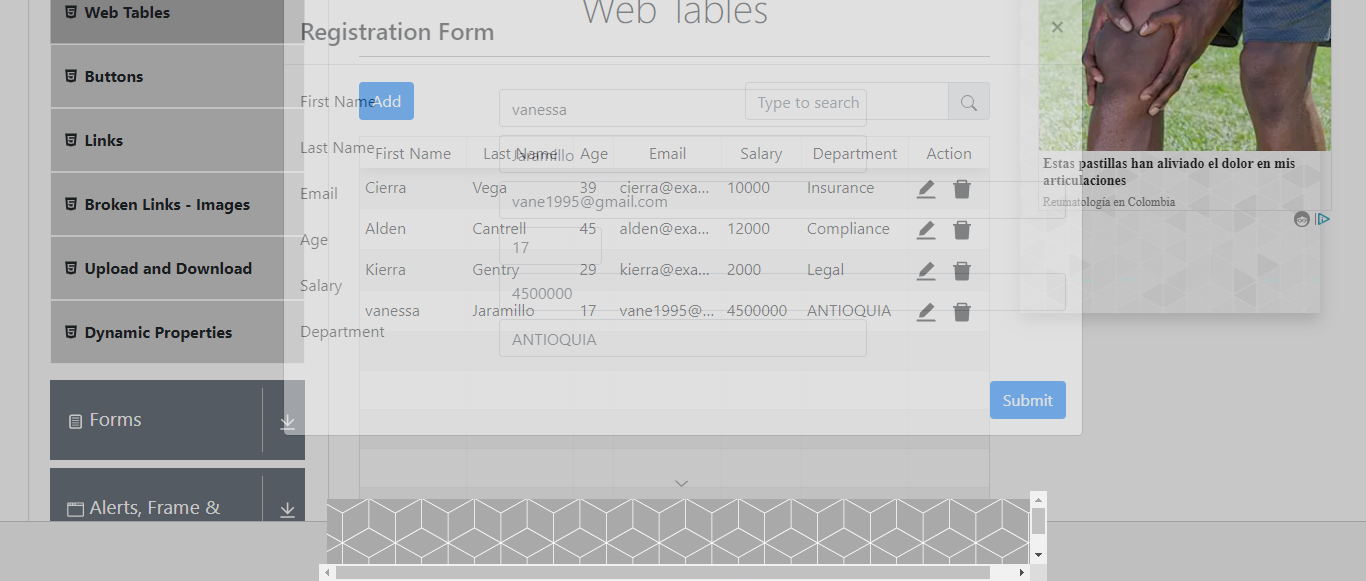 Web Tables
Web Tables
Registration Form
Buttons
First Name
Add
vanessa
Type to search
Links
Last Name
Jaramillo
First Name Last Name Age Email Salary Department Action
Estas pastillas han aliviado el dolor en mis
articulaciones
Reumatología en Colombia
Cierra Vega 39 cierra@exa... 10000 Insurance
Email
vane1995@gmail.com
Broken Links - Images
Alden Cantrell 45 alden@exa... 12000 Compliance
Age
17
Upload and Download
Kierra Gentry 29 kierra@exa... 2000 Legal
Salary
4500000
vanessa Jaramillo 17 vane1995@... 4500000 ANTIOQUIA
Dynamic Properties
Department
ANTIOQUIA
Submit
Forms
Alerts, Frame &